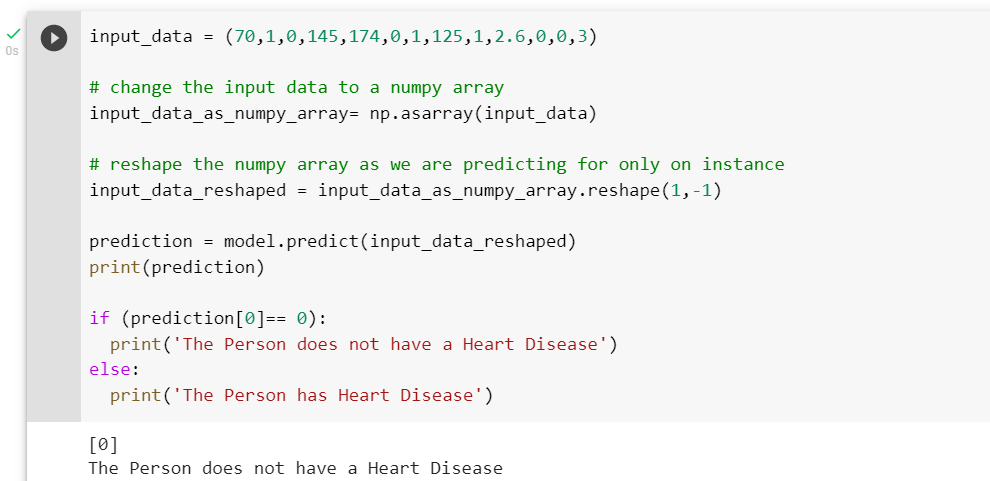 input_data = (70,1,0,145,174,0,1,125,1,2.6,0,0,3)
# change the input data to a numpy array
input_data_as_numpy_array= np.asarray(input_data)
# reshape the numpy array as we are predicting for only on instance
input_data_reshaped = input_data_as_numpy_array.reshape(1,-1)
prediction = model.predict(input_data_reshaped)
print(prediction)
if (prediction[0]== 0):
  print('The Person does not have a Heart Disease')
else:
  print('The Person has Heart Disease')
0s
[0]
The Person does not have a Heart Disease